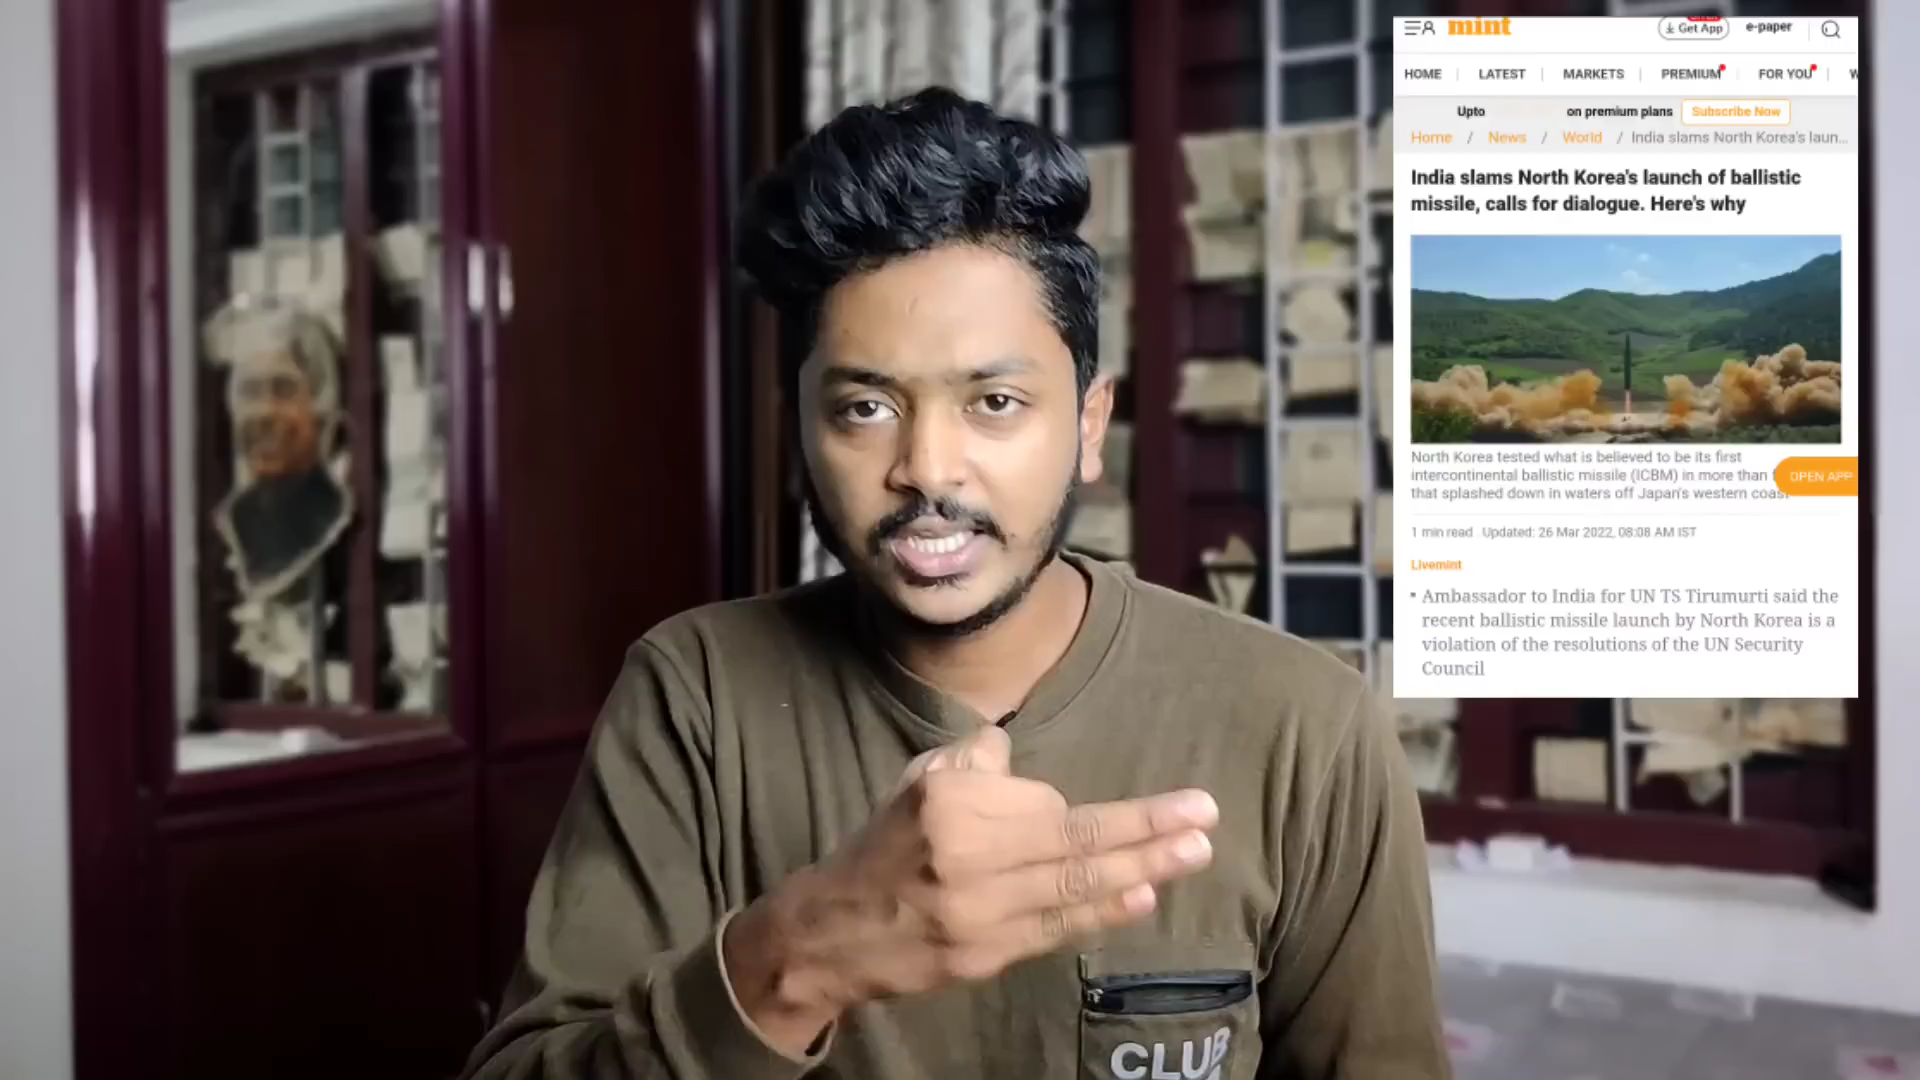 mint
Get App
e-paper
HOME
LATEST
MARKETS
PREMIUM
FOR YOU
W
Upto
on premium plans
Subscribe Now
Home / News / World / India slams North Korea's laun...
India slams North Korea's launch of ballistic
missile, calls for dialogue. Here's why
North Korea tested what is believed to be its first
intercontinental ballistic missile (ICBM) in more than
that splashed down in waters off Japan's western coast
OPEN APP
1 min read . Updated: 26 Mar 2022, 08:08 AM IST
Livemint
Ambassador to India for UN TS Tirumurti said the
recent ballistic missile launch by North Korea is a
violation of the resolutions of the UN Security
Council
CLUB